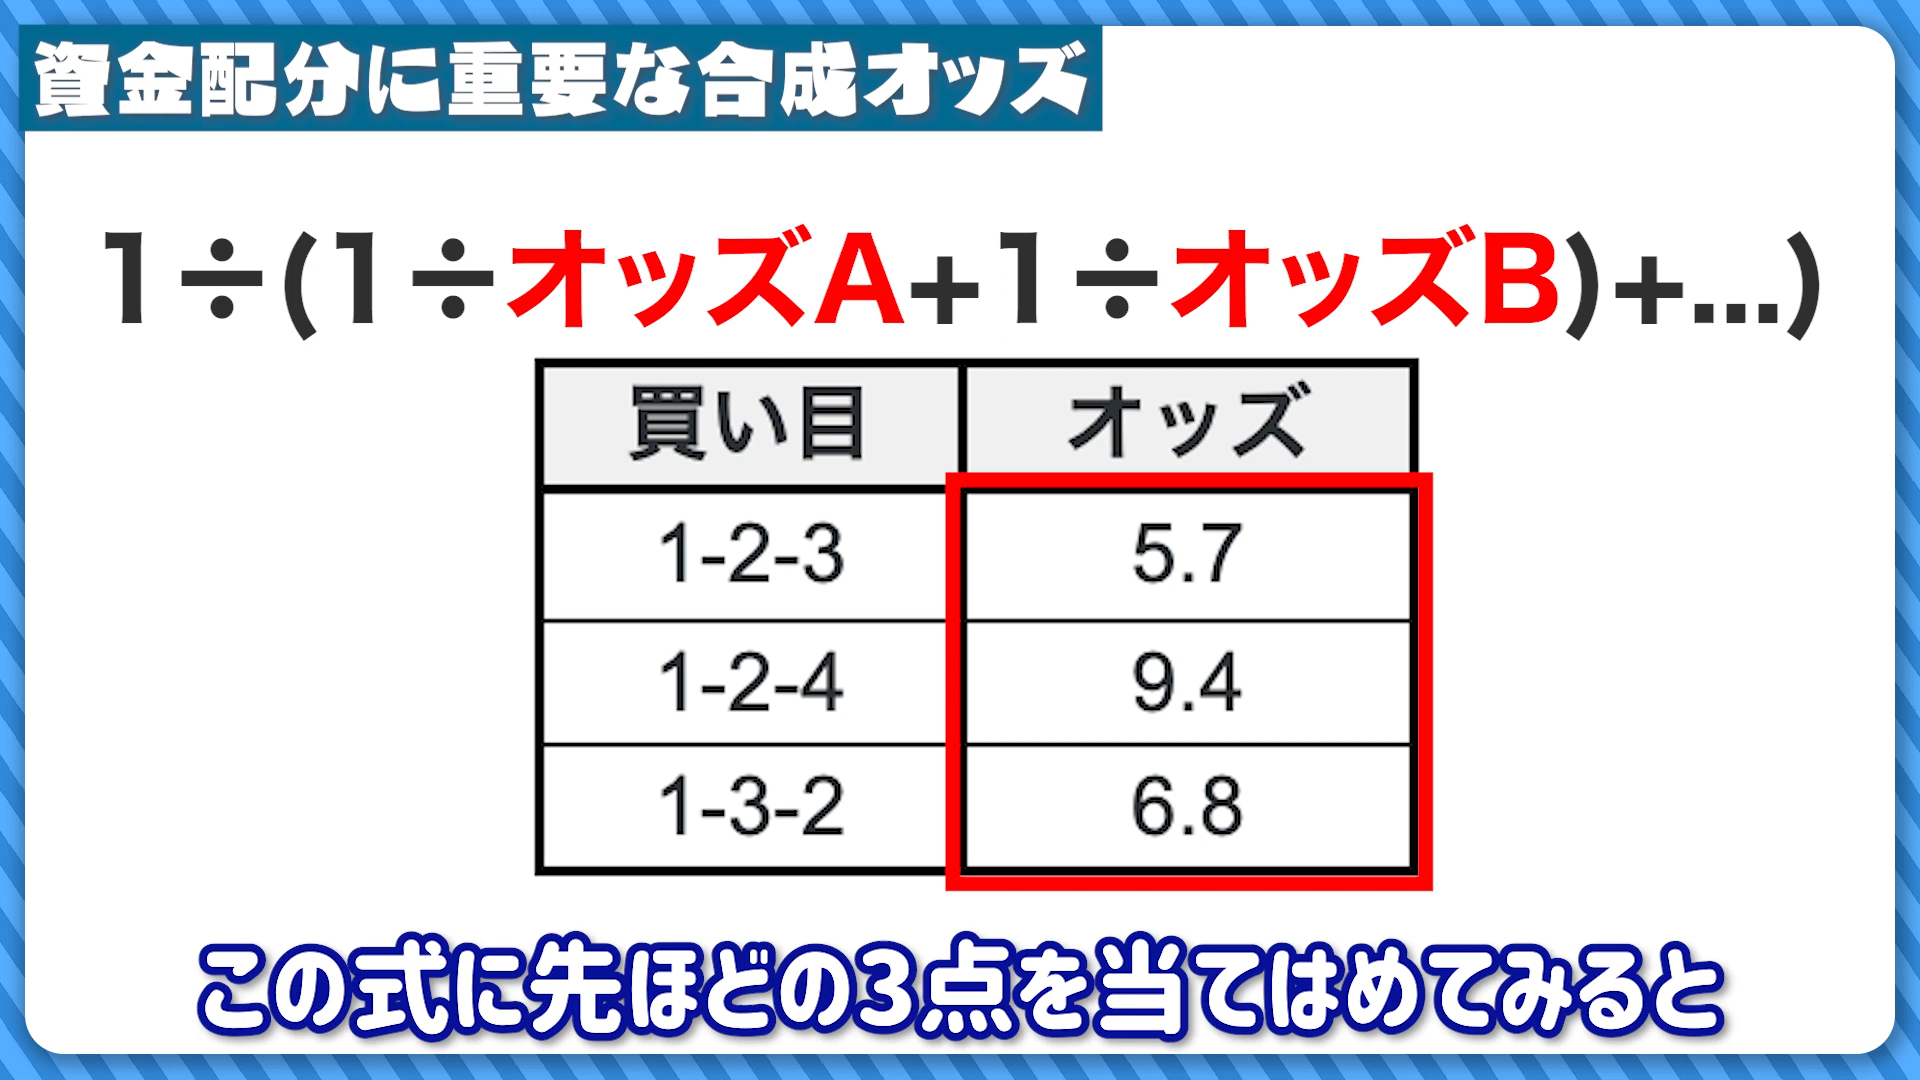 資金配分に重要な合成オッズ
1÷(1÷オッズA+1÷オッズB)+...)
買い目 オッズ
1-2-3 5.7
1-2-4 9.4
1-3-2 6.8
この式に先ほどの3点を当てはめてみると